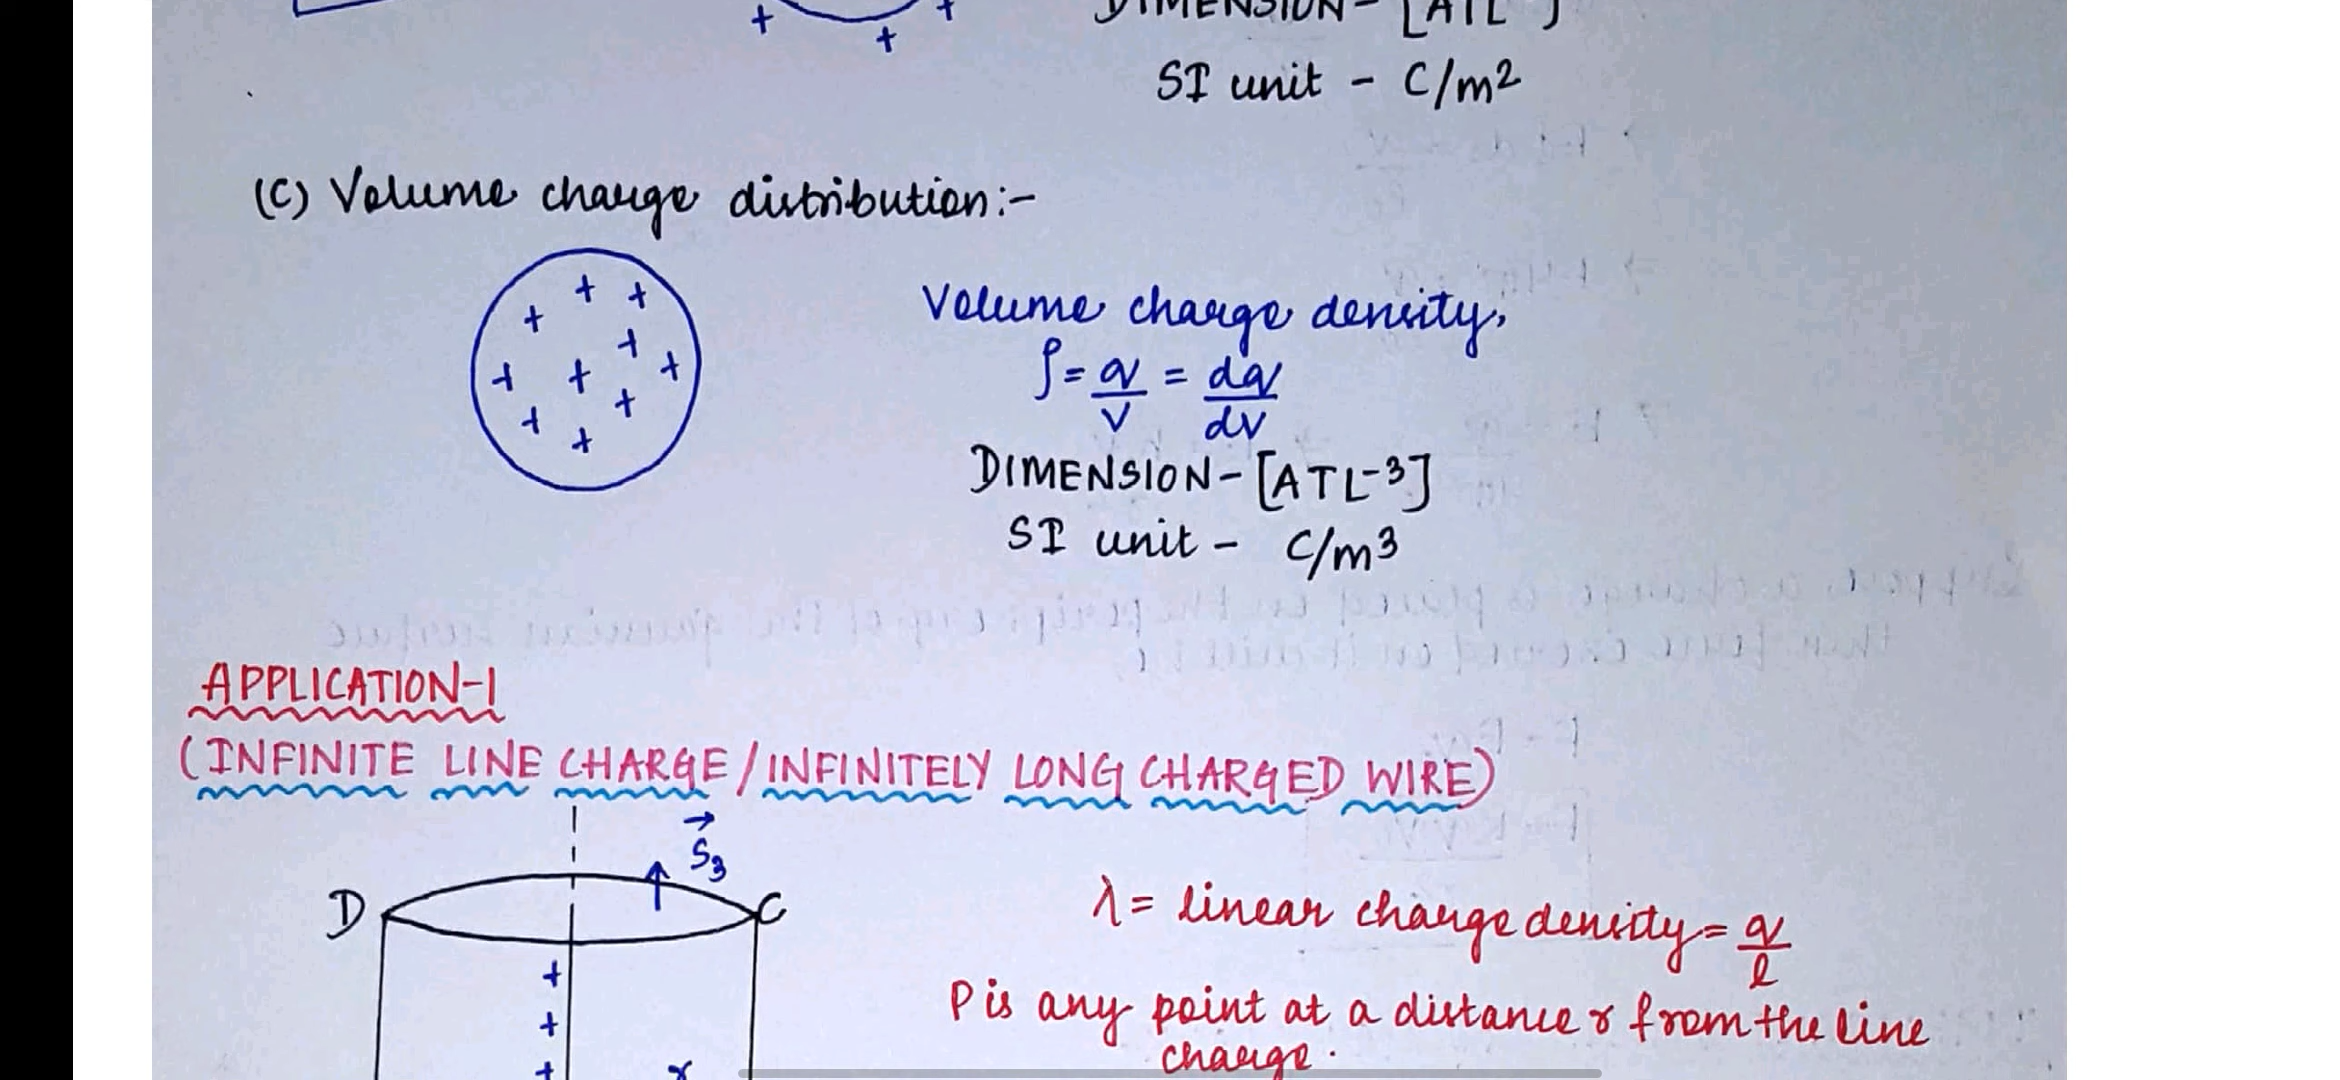 SI unit - C/m²
(C) Volume charge distribution:-
Volume charge density,
ρ = q/V = dq/dV
DIMENSION - [ATL⁻³]
SI unit - C/m³
APPLICATION-1
(INFINITE LINE CHARGE/INFINITELY LONG CHARGED WIRE)
S₃
D C
λ = linear charge density = q/l
P is any point at a distance r from the line
charge.
r